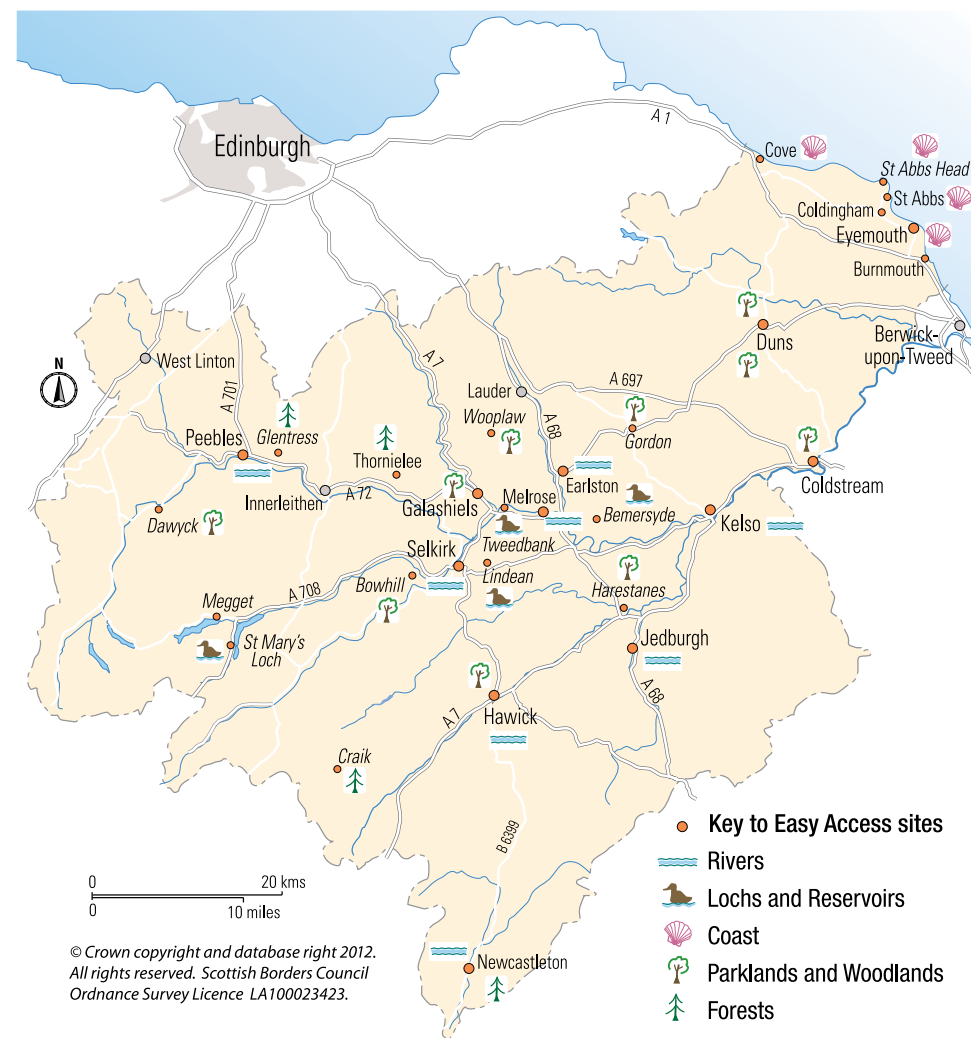 Edinburgh
A 1
Cove
St Abbs Head
St Abbs
Coldingham
Eyemouth
Burnmouth
N
West Linton
A 701
A 7
Duns
Berwick-
upon-Tweed
Lauder
A 697
Wooplaw
A 68
Gordon
Peebles
Glentress
Thornielee
Earlston
Coldstream
Innerleithen
A 72
Galashiels
Melrose
Bemersyde
Kelso
Dawyck
Tweedbank
Selkirk
Lindean
Bowhill
Harestanes
Megget
A 708
St Mary's
Loch
Jedburgh
A 68
Hawick
A 7
Craik
B 6399
Newcastleton
0 20 kms
0 10 miles
© Crown copyright and database right 2012.
All rights reserved. Scottish Borders Council
Ordnance Survey Licence LA100023423.
Key to Easy Access sites
Rivers
Lochs and Reservoirs
Coast
Parklands and Woodlands
Forests